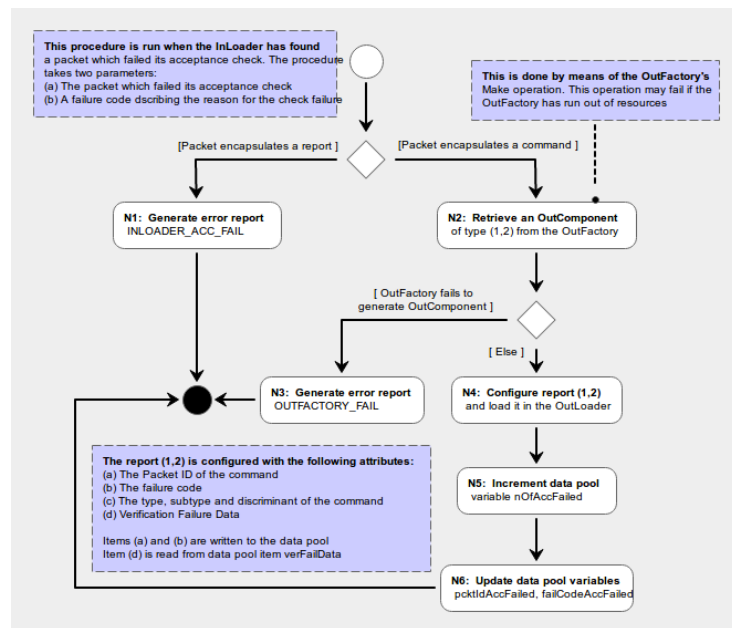 This procedure is run when the InLoader has found
a packet which failed its acceptance check. The procedure
takes two parameters:
(a) The packet which failed its acceptance check
(b) A failure code dscribing the reason for the check failure
This is done by means of the OutFactory's
Make operation. This operation may fail if the
OutFactory has run out of resources
[Packet encapsulates a report ]
[Packet encapsulates a command ]
N1: Generate error report
INLOADER_ACC_FAIL
N2: Retrieve an OutComponent
of type (1,2) from the OutFactory
[ OutFactory fails to
generate OutComponent ]
[ Else ]
N3: Generate error report
OUTFACTORY_FAIL
N4: Configure report (1,2)
and load it in the OutLoader
The report (1,2) is configured with the following attributes:
(a) The Packet ID of the command
(b) The failure code
(c) The type, subtype and discriminant of the command
(d) Verification Failure Data
Items (a) and (b) are written to the data pool
Item (d) is read from data pool item verFailData
N5: Increment data pool
variable nOfAccFailed
N6: Update data pool variables
pcktIdAccFailed, failCodeAccFailed